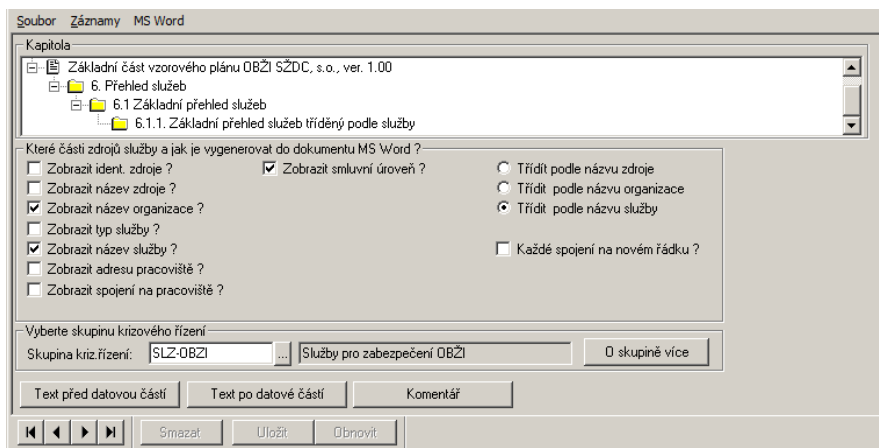 Soubor Záznamy MS Word
Kapitola
Základní část vzorového plánu OBŽI SŽDC, s.o., ver. 1.00
6. Přehled služeb
6.1 Základní přehled služeb
6.1.1. Základní přehled služeb tříděný podle služby
Které části zdrojů služby a jak je vygenerovat do dokumentu MS Word ?
Zobrazit ident. zdroje ? Zobrazit smluvní úroveň ? Třídít podle názvu zdroje
Zobrazit název zdroje ? Třídit podle názvu organizace
Zobrazit název organizace ? Třídit podle názvu služby
Zobrazit typ služby ?
Zobrazit název služby ? Každé spojení na novém řádku ?
Zobrazit adresu pracoviště ?
Zobrazit spojení na pracoviště ?
Vyberte skupinu krizového řízení
Skupina kriz.řízení: SLZ-OBZI ... Služby pro zabezpečení OBŽI O skupině více
Text před datovou částí Text po datové částí Komentář
Smazat Uložit Obnovit